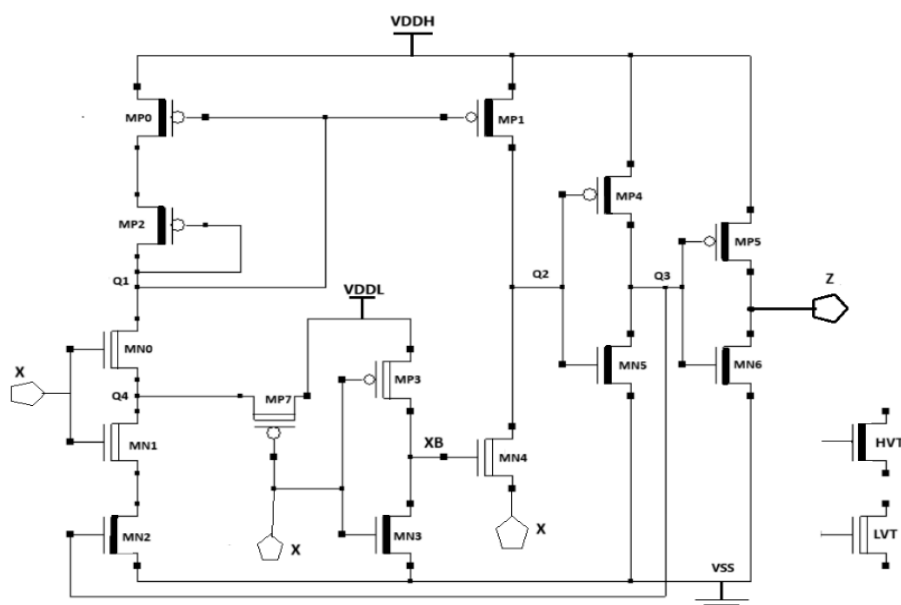 VDDH
MP0
MP1
MP2
MP4
MP5
Q1
Q2
Q3
Z
VDDL
MN0
X
MP3
MN5
MN6
Q4
MP7
MN1
XB
MN4
HVT
MN2
X
MN3
X
LVT
VSS